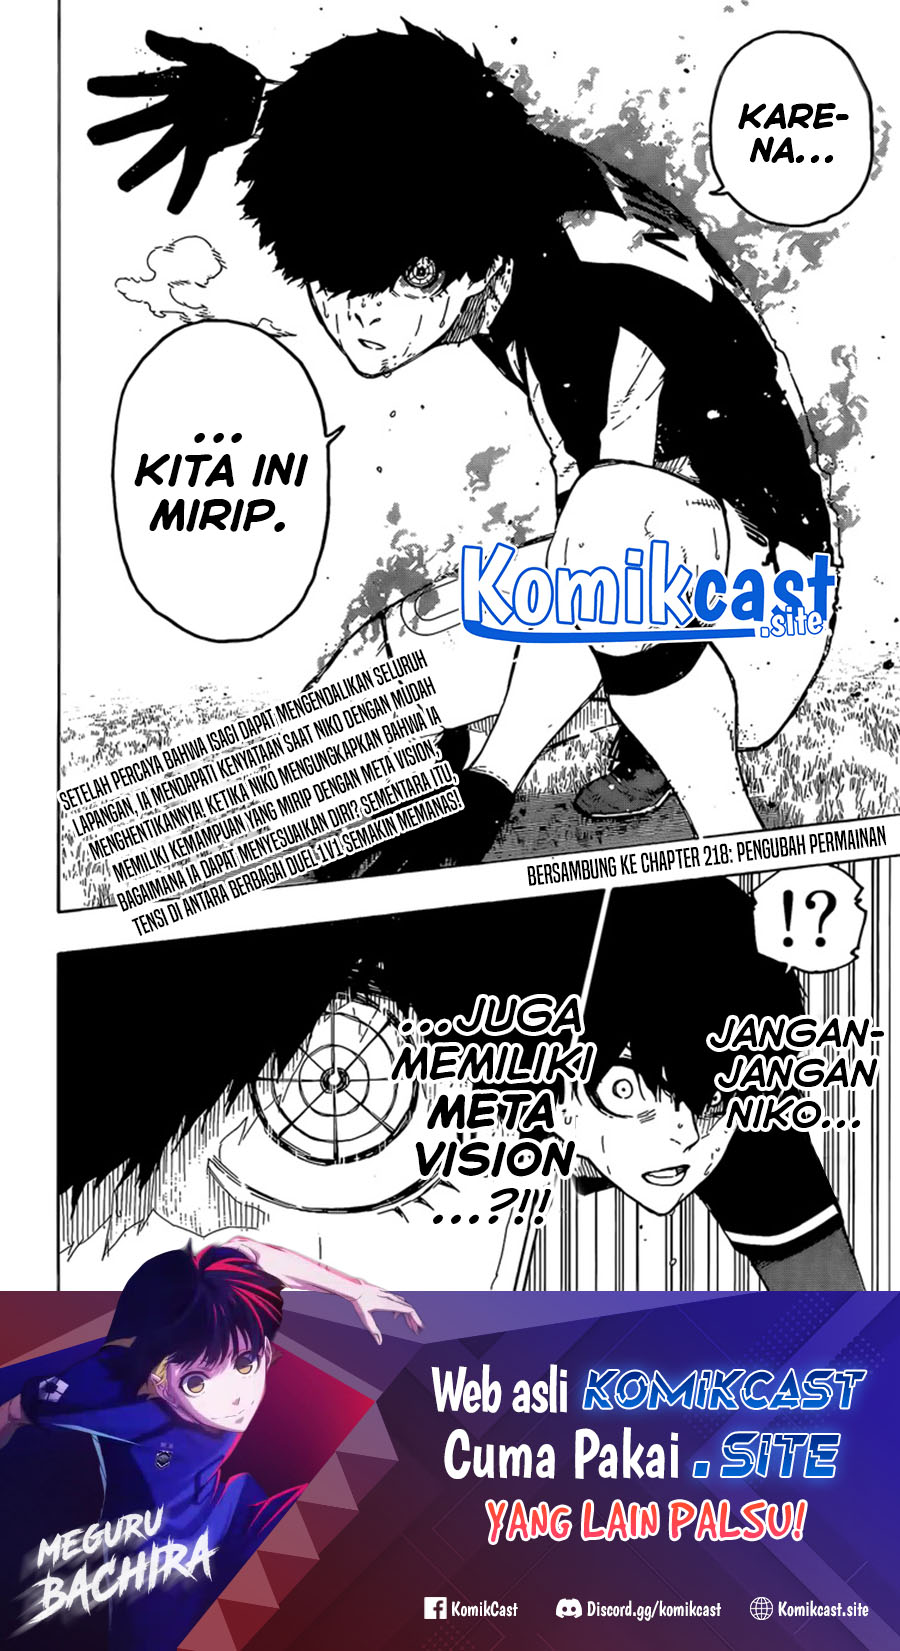 KARE-
NA...
...
KITA INI
MIRIP.
Komikcast
.site
SETELAH PERCAYA BAHWA ISAGI DAPAT MENGENDALIKAN SELURUH
LAPANGAN, IA MENDAPATI KENYATAAN SAAT NIKO DENGAN MUDAH
MENGHENTIKANNYA! KETIKA NIKO MENGUNGKAPKAN BAHWA IA
MEMILIKI KEMAMPUAN YANG MIRIP DENGAN META VISION,
BAGAIMANA IA DAPAT MENYESUAIKAN DIRI? SEMENTARA ITU,
TENSI DI ANTARA BERBAGAI DUEL 1V1 SEMAKIN MEMANAS!
BERSAMBUNG KE CHAPTER 218: PENGUBAH PERMAINAN
!?
JANGAN-
JANGAN
NIKO...
...JUGA
MEMILIKI
META
VISION
...?!!
Web asli KOMIKCAST
Cuma Pakai .SITE
YANG LAIN PALSU!
MEGURU
BACHIRA
KomikCast
Discord.gg/komikcast
Komikcast.site